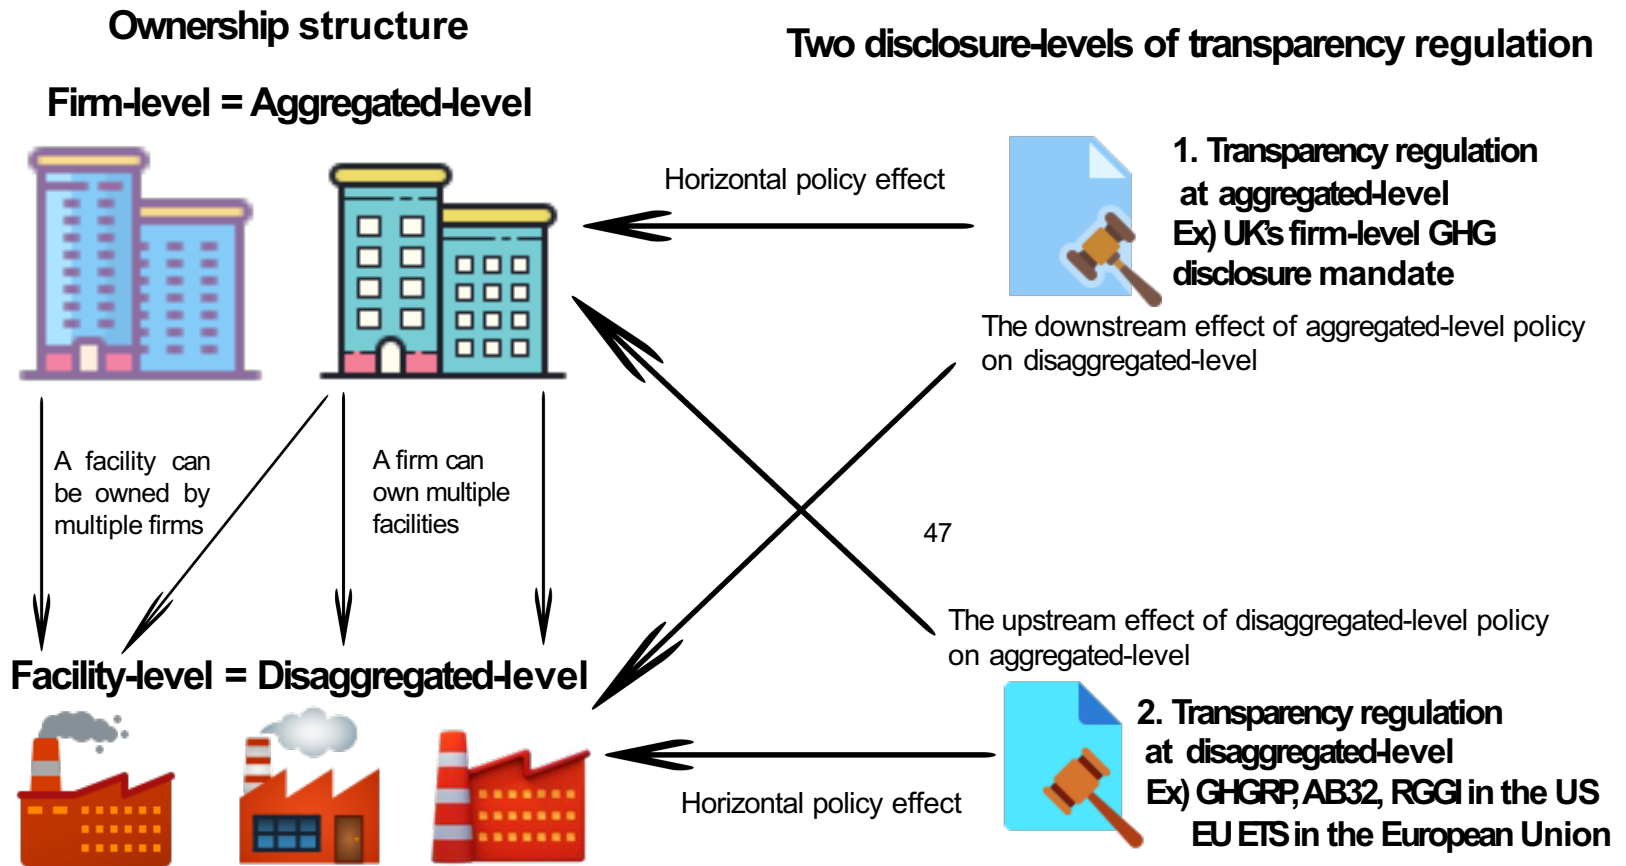 Ownership structure
Two disclosure-levels of transparency regulation
Firm-level = Aggregated-level
Horizontal policy effect
1. Transparency regulation
at aggregated-level
Ex) UK's firm-level GHG
disclosure mandate
The downstream effect of aggregated-level policy
on disaggregated-level
A facility can
be owned by
multiple firms
A firm can
own multiple
facilities
47
The upstream effect of disaggregated-level policy
on aggregated-level
Facility-level = Disaggregated-level
2. Transparency regulation
at disaggregated-level
Ex) GHGRP, AB32, RGGI in the US
EU ETS in the European Union
Horizontal policy effect